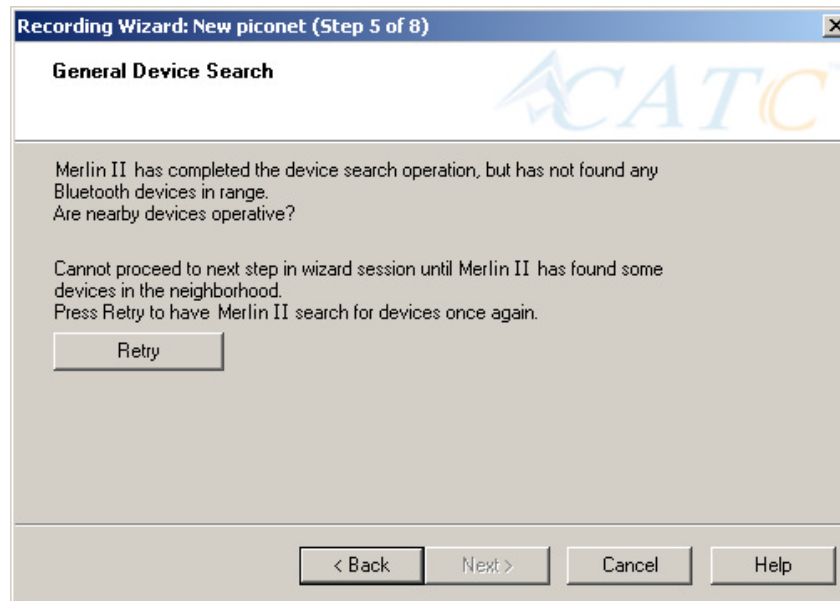 Recording Wizard: New piconet (Step 5 of 8)
General Device Search
CATC
Merlin II has completed the device search operation, but has not found any
Bluetooth devices in range.
Are nearby devices operative?
Cannot proceed to next step in wizard session until Merlin II has found some
devices in the neighborhood.
Press Retry to have Merlin II search for devices once again.
Retry
< Back Next > Cancel Help